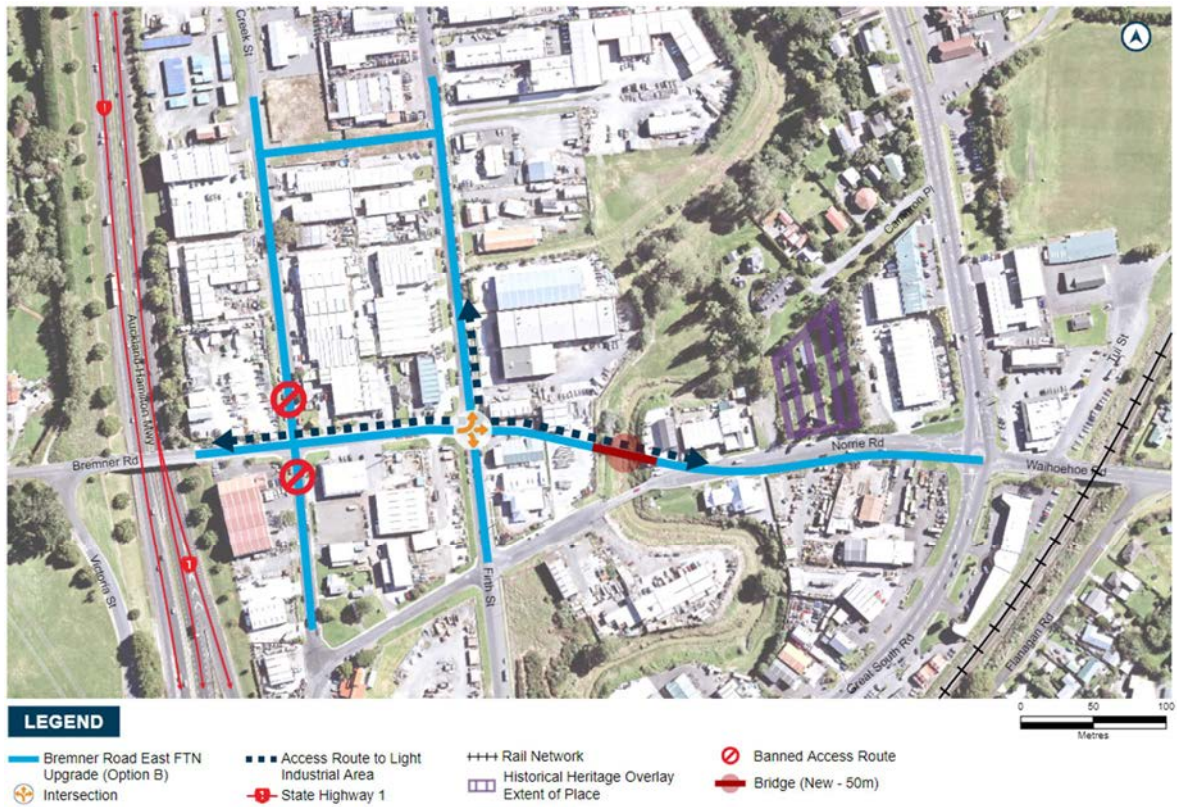 Creek St
1
Carleton Pl
Auckland-Hamilton Mwy
Tui St
Norrie Rd
Bremner Rd
Waihoehoe Rd
1
Victoria St
Firth St
Flanagan Rd
Great South Rd
LEGEND
0 50 100
Metres
Bremner Road East FTN
Upgrade (Option B)
Intersection
Access Route to Light
Industrial Area
1 State Highway 1
Rail Network
Historical Heritage Overlay
Extent of Place
Banned Access Route
Bridge (New - 50m)